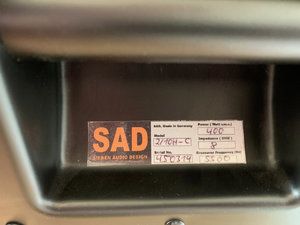 SAD
SIEBEN AUDIO DESIGN
SAD, Made in Germany
Model
2/10H-C
Serial No.
450314
Power ( Watt r.m.s.)
400
Impedance ( Ohm )
8
Crossover Frequency (Hz)